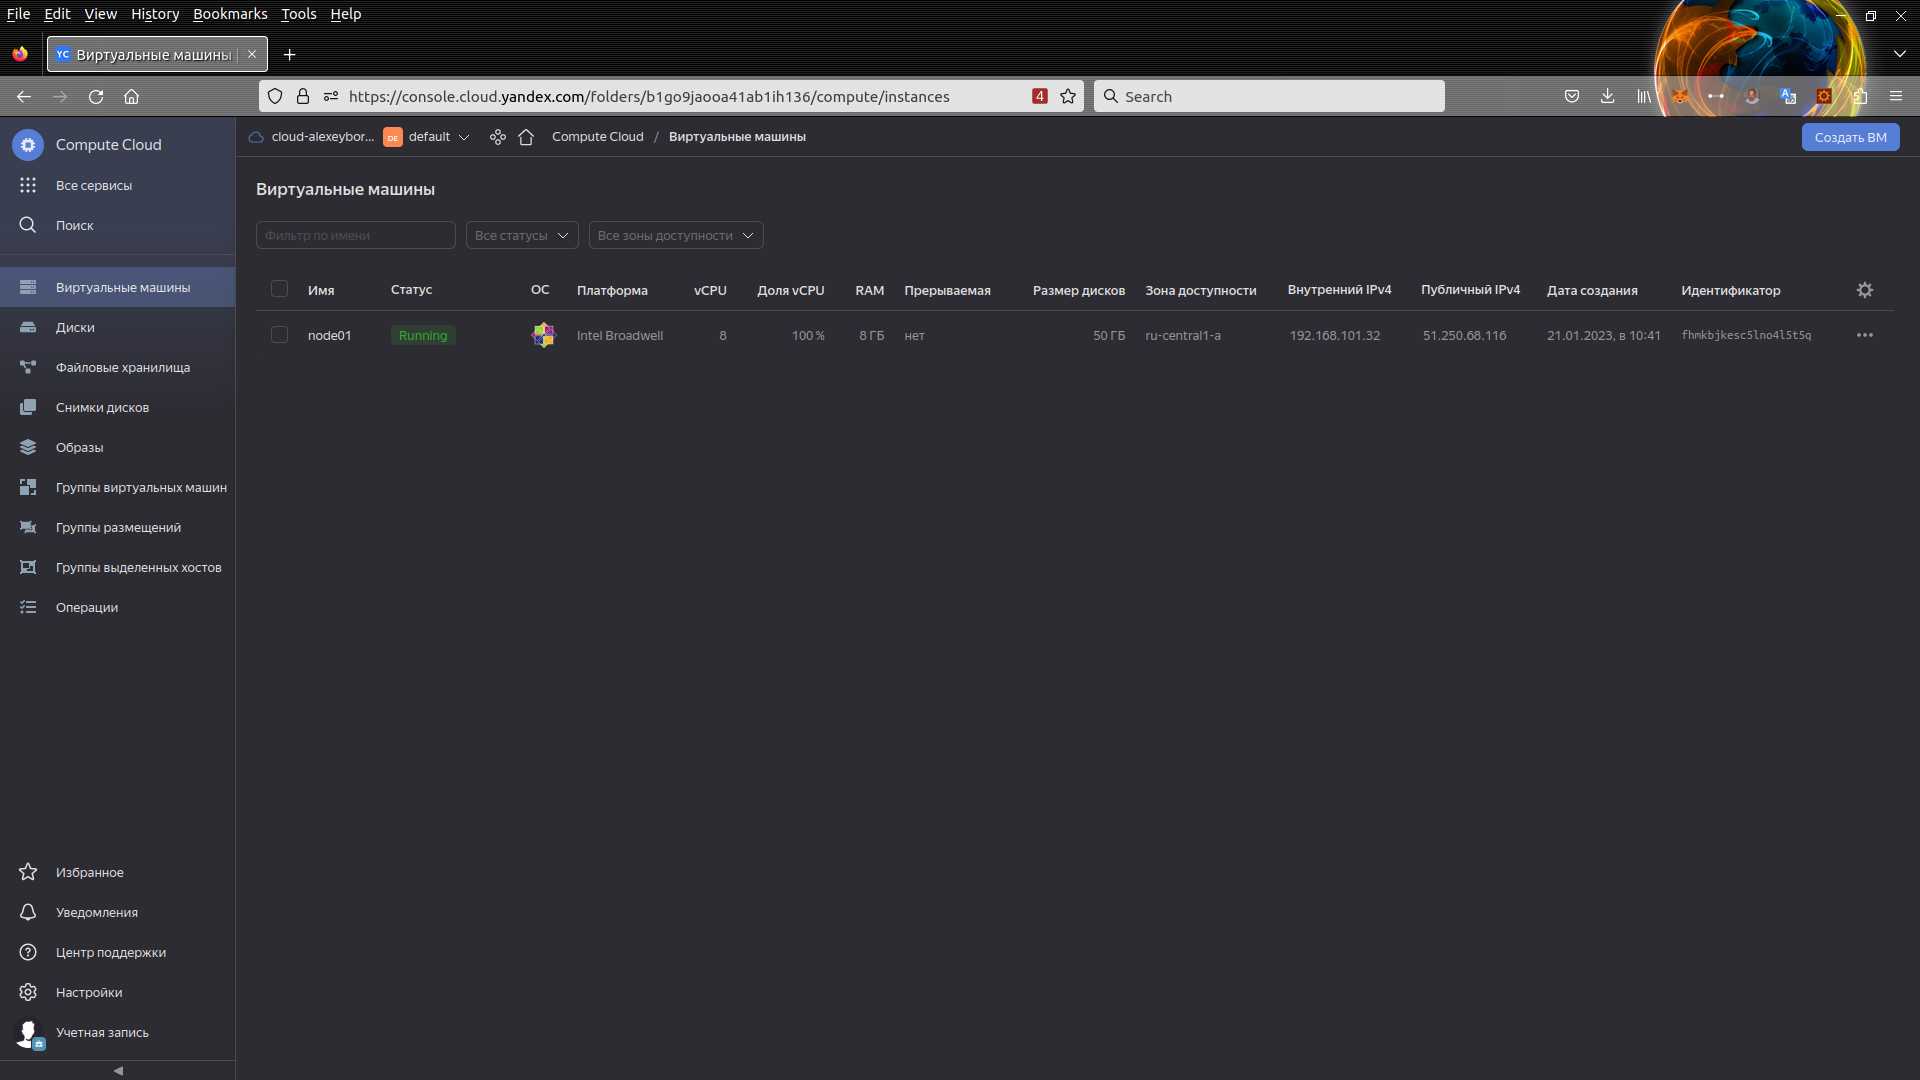 File Edit View History Bookmarks Tools Help
YC Виртуальные машины
https://console.cloud.yandex.com/folders/b1go9jaooa41ab1ih136/compute/instances 4 Search
Compute Cloud
Все сервисы
Поиск
Виртуальные машины
Диски
Файловые хранилища
Снимки дисков
Образы
Группы виртуальных машин
Группы размещений
Группы выделенных хостов
Операции
Избранное
Уведомления
Центр поддержки
Настройки
Учетная запись
cloud-alexeybor... DE default Compute Cloud / Виртуальные машины Создать ВМ
Виртуальные машины
Фильтр по имени Все статусы Все зоны доступности
Имя Статус ОС Платформа vCPU Доля vCPU RAM Прерываемая Размер дисков Зона доступности Внутренний IPv4 Публичный IPv4 Дата создания Идентификатор
node01 Running Intel Broadwell 8 100 % 8 ГБ нет 50 ГБ ru-central1-a 192.168.101.32 51.250.68.116 21.01.2023, в 10:41 fhmkbjkesc5lno4l5t5q